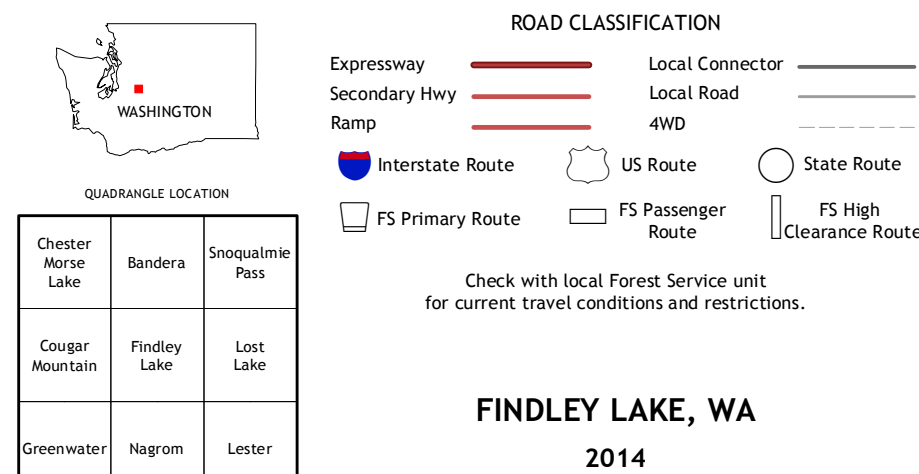 WASHINGTON
QUADRANGLE LOCATION
Chester
Morse
Lake
Bandera
Snoqualmie
Pass
Cougar
Mountain
Findley
Lake
Lost
Lake
Greenwater
Nagrom
Lester
ROAD CLASSIFICATION
Expressway
Local Connector
Secondary Hwy
Local Road
Ramp
4WD
Interstate Route
US Route
State Route
FS Primary Route
FS Passenger
Route
FS High
Clearance Route
Check with local Forest Service unit
for current travel conditions and restrictions.
FINDLEY LAKE, WA
2014